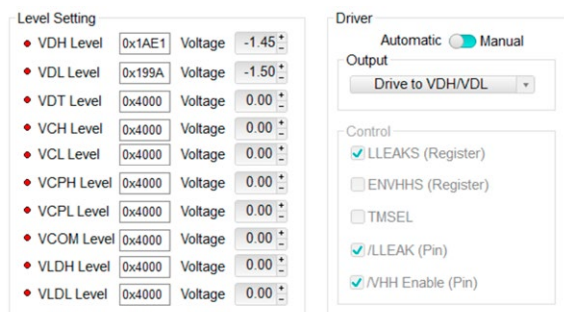 Level Setting
VDH Level 0x1AE1 Voltage -1.45
VDL Level 0x199A Voltage -1.50
VDT Level 0x4000 Voltage 0.00
VCH Level 0x4000 Voltage 0.00
VCL Level 0x4000 Voltage 0.00
VCPH Level 0x4000 Voltage 0.00
VCPL Level 0x4000 Voltage 0.00
VCOM Level 0x4000 Voltage 0.00
VLDH Level 0x4000 Voltage 0.00
VLDL Level 0x4000 Voltage 0.00
Driver
Automatic Manual
Output
Drive to VDH/VDL
Control
LLEAKS (Register)
ENVHHS (Register)
TMSEL
/LLEAK (Pin)
/VHH Enable (Pin)